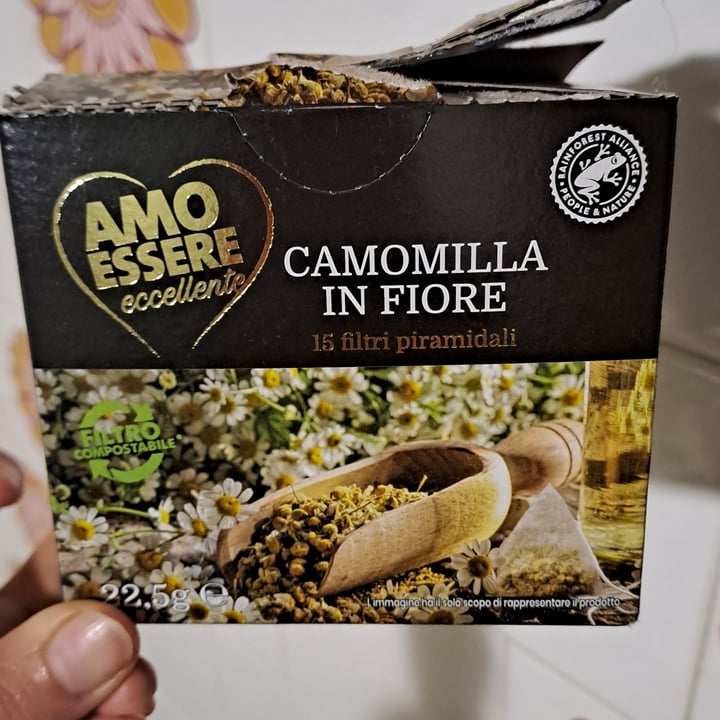 AMO
ESSERE
eccellente
RAINFOREST ALLIANCE
PEOPLE & NATURE
CAMOMILLA
IN FIORE
15 filtri piramidali
FILTRO
COMPOSTABILE
22,5g ℮
L'immagine ha il solo scopo di rappresentare il prodotto